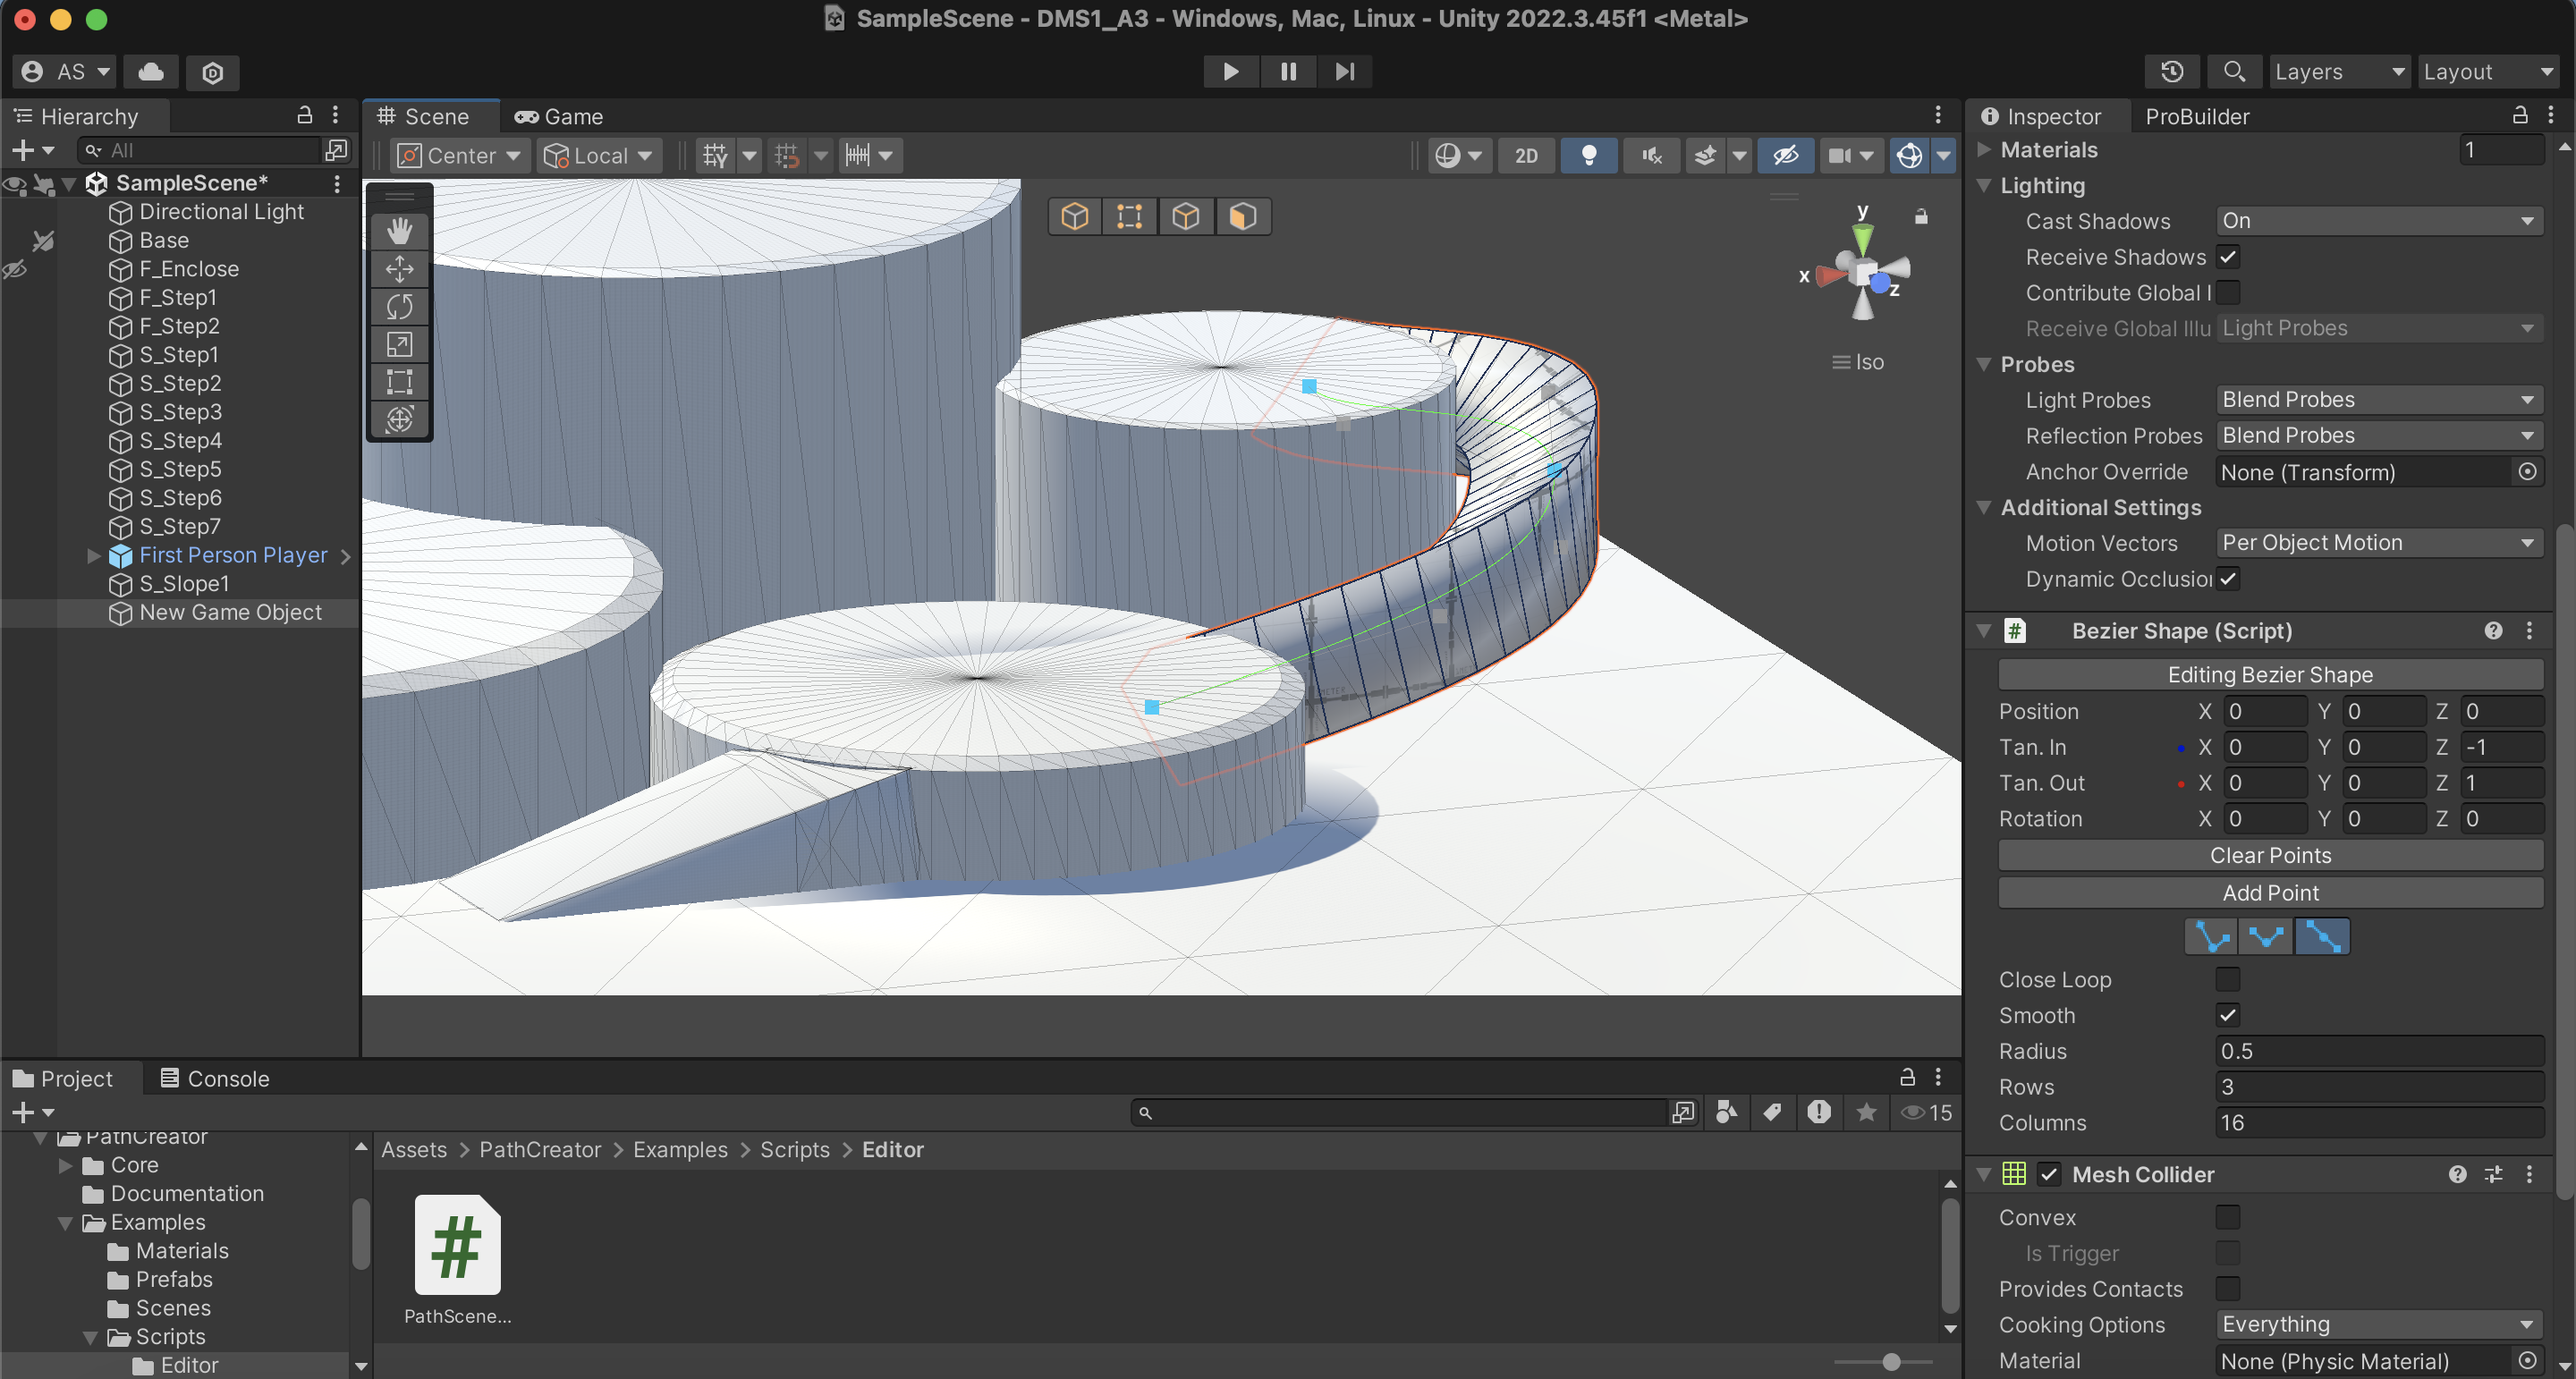 SampleScene - DMS1_A3 - Windows, Mac, Linux - Unity 2022.3.45f1 <Metal>
AS
Layers
Layout
Hierarchy
Scene
Game
Inspector
ProBuilder
All
Center
Local
2D
SampleScene*
Directional Light
Base
F_Enclose
F_Step1
F_Step2
S_Step1
S_Step2
S_Step3
S_Step4
S_Step5
S_Step6
S_Step7
First Person Player
S_Slope1
New Game Object
y
x
z
Iso
Materials 1
Lighting
Cast Shadows On
Receive Shadows
Contribute Global I
Receive Global Illu Light Probes
Probes
Light Probes Blend Probes
Reflection Probes Blend Probes
Anchor Override None (Transform)
Additional Settings
Motion Vectors Per Object Motion
Dynamic Occlusion
# Bezier Shape (Script)
Editing Bezier Shape
Position X 0 Y 0 Z 0
Tan. In X 0 Y 0 Z -1
Tan. Out X 0 Y 0 Z 1
Rotation X 0 Y 0 Z 0
Clear Points
Add Point
Close Loop
Smooth
Radius 0.5
Rows 3
Columns 16
Mesh Collider
Convex
Is Trigger
Provides Contacts
Cooking Options Everything
Material None (Physic Material)
Project
Console
15
PathCreator
Core
Documentation
Examples
Materials
Prefabs
Scenes
Scripts
Editor
Assets > PathCreator > Examples > Scripts > Editor
#
PathScene...